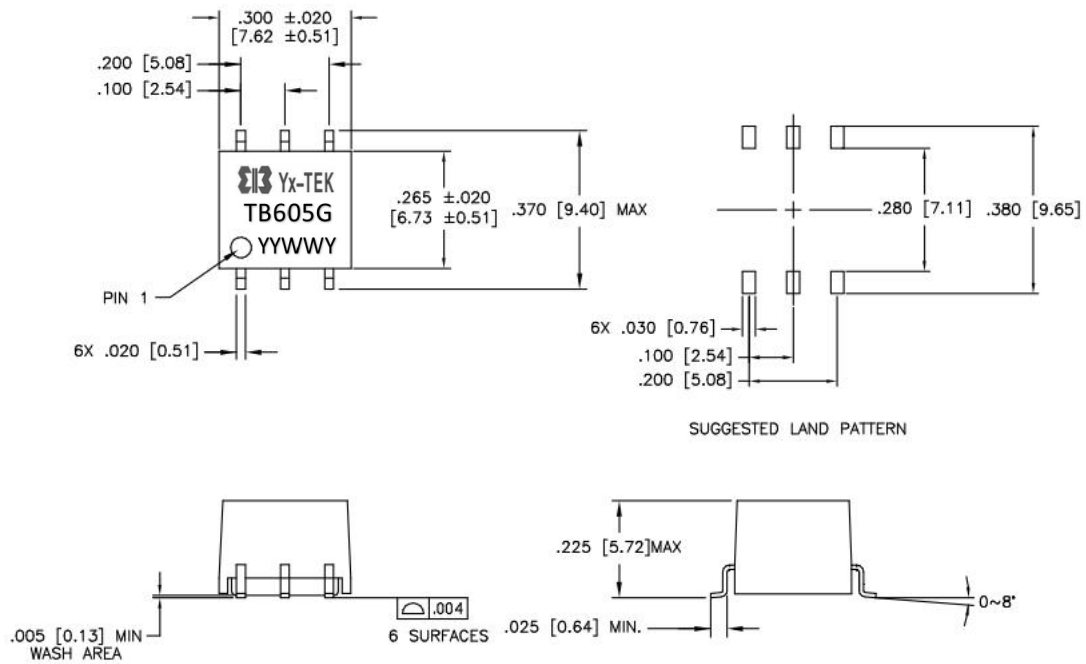 .300 ±.020
[7.62 ±0.51]
.200 [5.08]
.100 [2.54]
Yx-TEK
TB605G
YYWWY
.265 ±.020
[6.73 ±0.51]
.370 [9.40] MAX
PIN 1
6X .020 [0.51]
.280 [7.11]
.380 [9.65]
6X .030 [0.76]
.100 [2.54]
.200 [5.08]
SUGGESTED LAND PATTERN
.005 [0.13] MIN
WASH AREA
.004
6 SURFACES
.225 [5.72]MAX
.025 [0.64] MIN.
0~8°